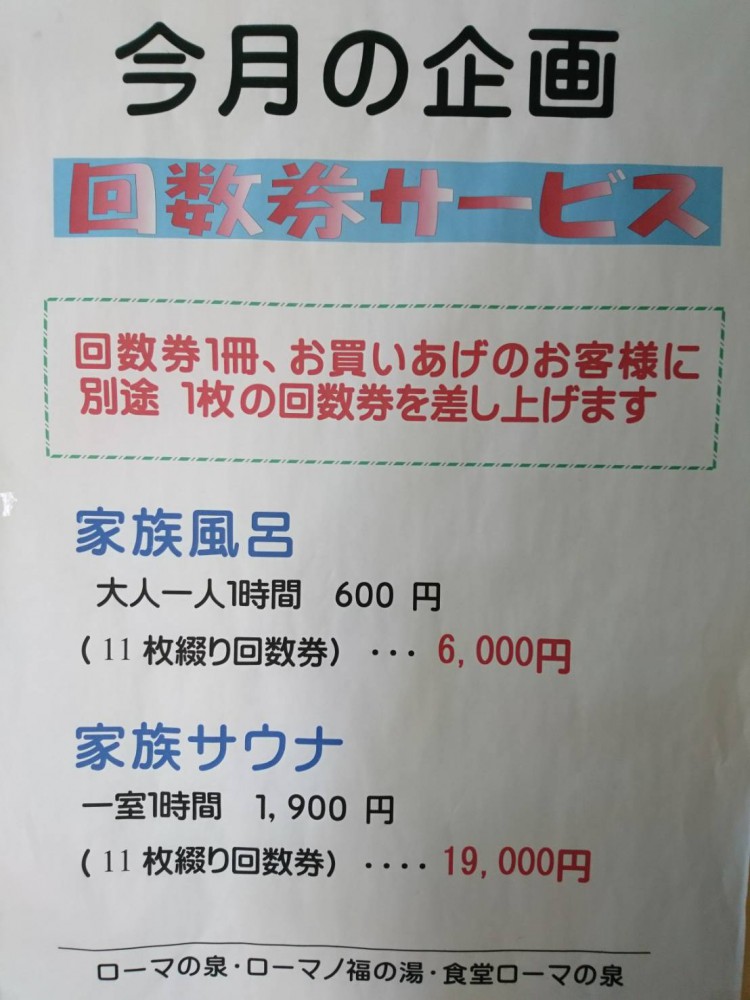 今月の企画
回数券サービス
回数券1冊、お買いあげのお客様に
別途 1枚の回数券を差し上げます
家族風呂
大人一人1時間 600 円
( 11 枚綴り回数券) ・・・ 6,000円
家族サウナ
一室1時間 1,900 円
( 11 枚綴り回数券) ・・・・ 19,000円
ローマの泉・ローマノ福の湯・食堂ローマの泉